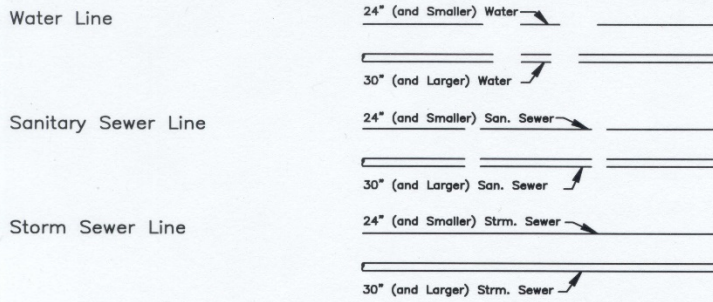 Water Line
24" (and Smaller) Water
30" (and Larger) Water
Sanitary Sewer Line
24" (and Smaller) San. Sewer
30" (and Larger) San. Sewer
Storm Sewer Line
24" (and Smaller) Strm. Sewer
30" (and Larger) Strm. Sewer